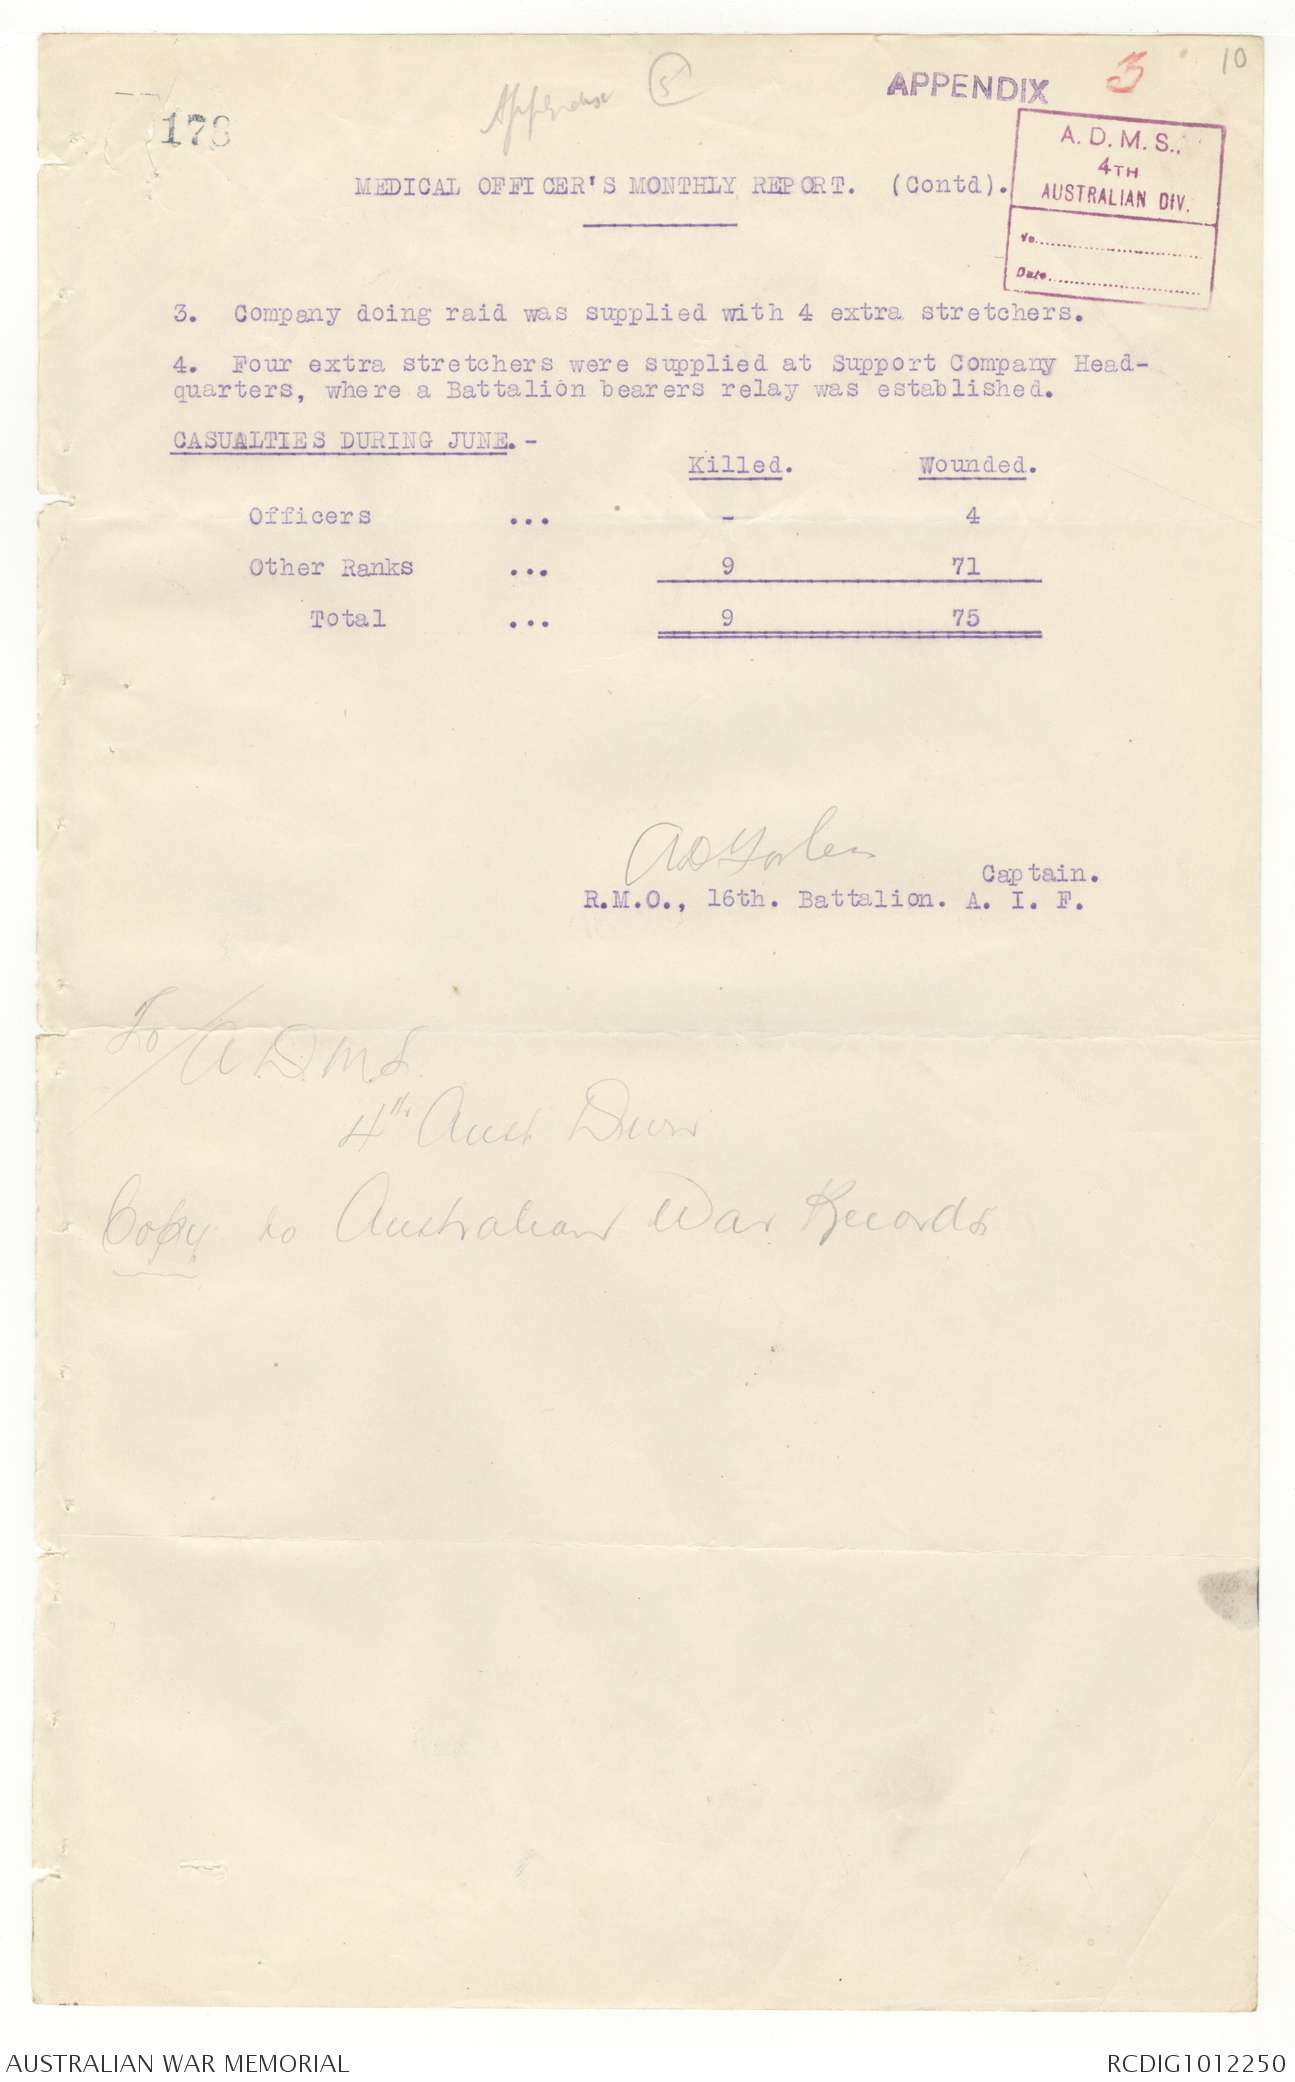 10
Appendix 5
APPENDIX 3
178
A. D. M. S.,
4TH
AUSTRALIAN DIV.
No.
Date
MEDICAL OFFICER'S MONTHLY REPORT. (Contd).
3. Company doing raid was supplied with 4 extra stretchers.
4. Four extra stretchers were supplied at Support Company Head-
quarters, where a Battalion bearers relay was established.
CASUALTIES DURING JUNE.-
Killed. Wounded.
Officers ... - 4
Other Ranks ... 9 71
Total ... 9 75
Captain.
R.M.O., 16th. Battalion. A. I. F.
To/A.D.M.S.
4th Aust Divn
Copy to Australian War Records
AUSTRALIAN WAR MEMORIAL
RCDIG1012250